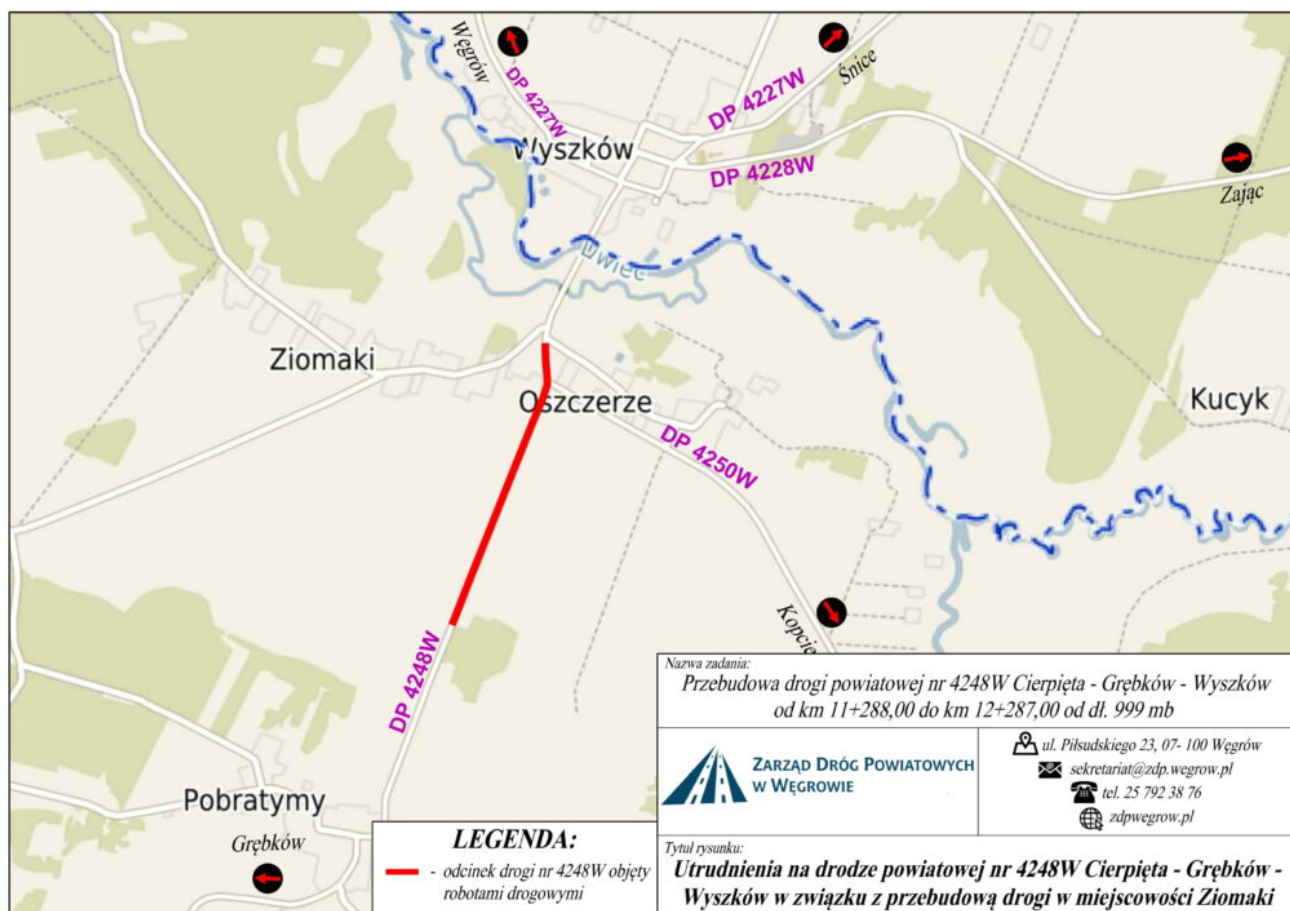 Węgrów
DP 4227W
DP 4227W
Śnice
Wyszków
DP 4228W
Zając
Liwiec
Ziomaki
Oszczerze
Kucyk
DP 4250W
Kopcie
DP 4248W
Pobratymy
Grębków
LEGENDA:
- odcinek drogi nr 4248W objęty
robotami drogowymi
Nazwa zadania:
Przebudowa drogi powiatowej nr 4248W Cierpięta - Grębków - Wyszków
od km 11+288,00 do km 12+287,00 od dł. 999 mb
ZARZĄD DRÓG POWIATOWYCH
W WĘGROWIE
ul. Piłsudskiego 23, 07- 100 Węgrów
sekretariat@zdp.wegrow.pl
tel. 25 792 38 76
zdpwegrow.pl
Tytuł rysunku:
Utrudnienia na drodze powiatowej nr 4248W Cierpięta - Grębków -
Wyszków w związku z przebudową drogi w miejscowości Ziomaki